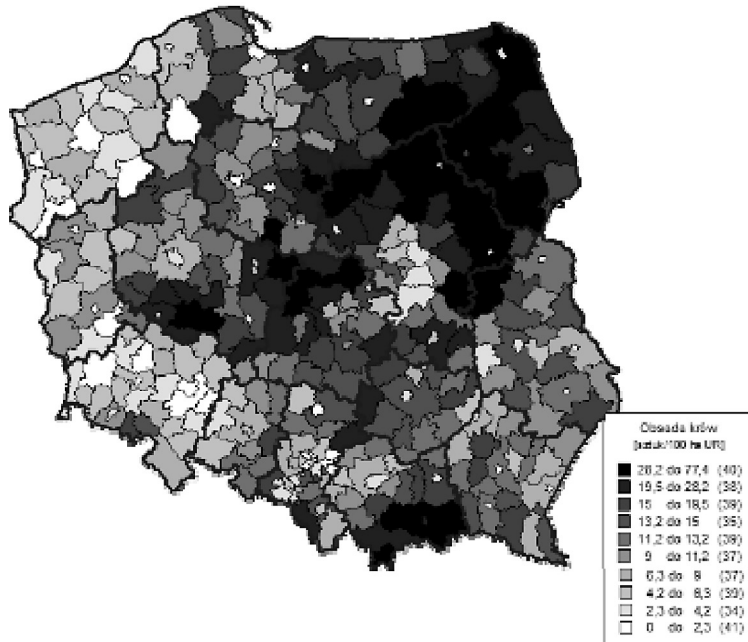 Obsada krów
[sztuk/100 ha UR]
28,2 do 77,4 (40)
19,5 do 28,2 (38)
15 do 19,5 (39)
13,2 do 15 (35)
11,2 do 13,2 (39)
9 do 11,2 (37)
6,3 do 9 (37)
4,2 do 6,3 (39)
2,3 do 4,2 (34)
0 do 2,3 (41)